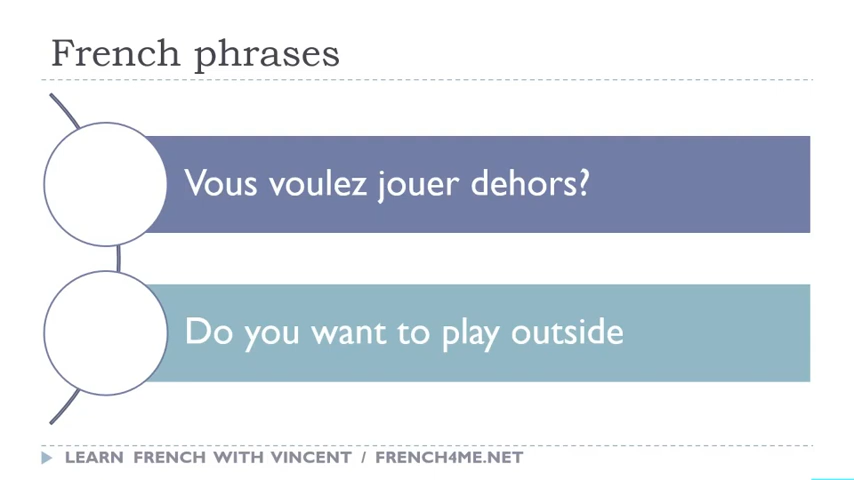 French phrases
Vous voulez jouer dehors?
Do you want to play outside
LEARN FRENCH WITH VINCENT / FRENCH4ME.NET